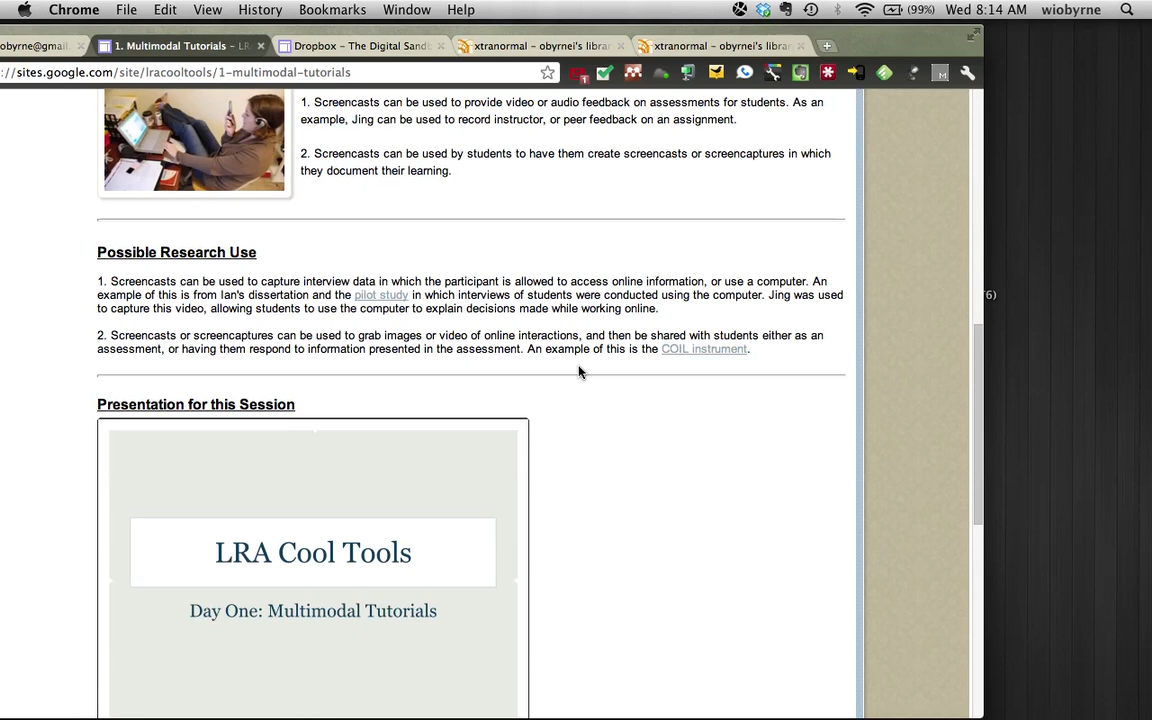 Chrome File Edit View History Bookmarks Window Help (99%) Wed 8:14 AM wiobyrne
obyrne@gmail 1. Multimodal Tutorials – LR Dropbox – The Digital Sandb xtranormal – obyrnei's librar xtranormal – obyrnei's librar
://sites.google.com/site/lracooltools/1-multimodal-tutorials
1. Screencasts can be used to provide video or audio feedback on assessments for students. As an
example, Jing can be used to record instructor, or peer feedback on an assignment.
2. Screencasts can be used by students to have them create screencasts or screencaptures in which
they document their learning.
Possible Research Use
1. Screencasts can be used to capture interview data in which the participant is allowed to access online information, or use a computer. An
example of this is from Ian's dissertation and the pilot study in which interviews of students were conducted using the computer. Jing was used
to capture this video, allowing students to use the computer to explain decisions made while working online.
2. Screencasts or screencaptures can be used to grab images or video of online interactions, and then be shared with students either as an
assessment, or having them respond to information presented in the assessment. An example of this is the COIL instrument.
Presentation for this Session
LRA Cool Tools
Day One: Multimodal Tutorials
6)